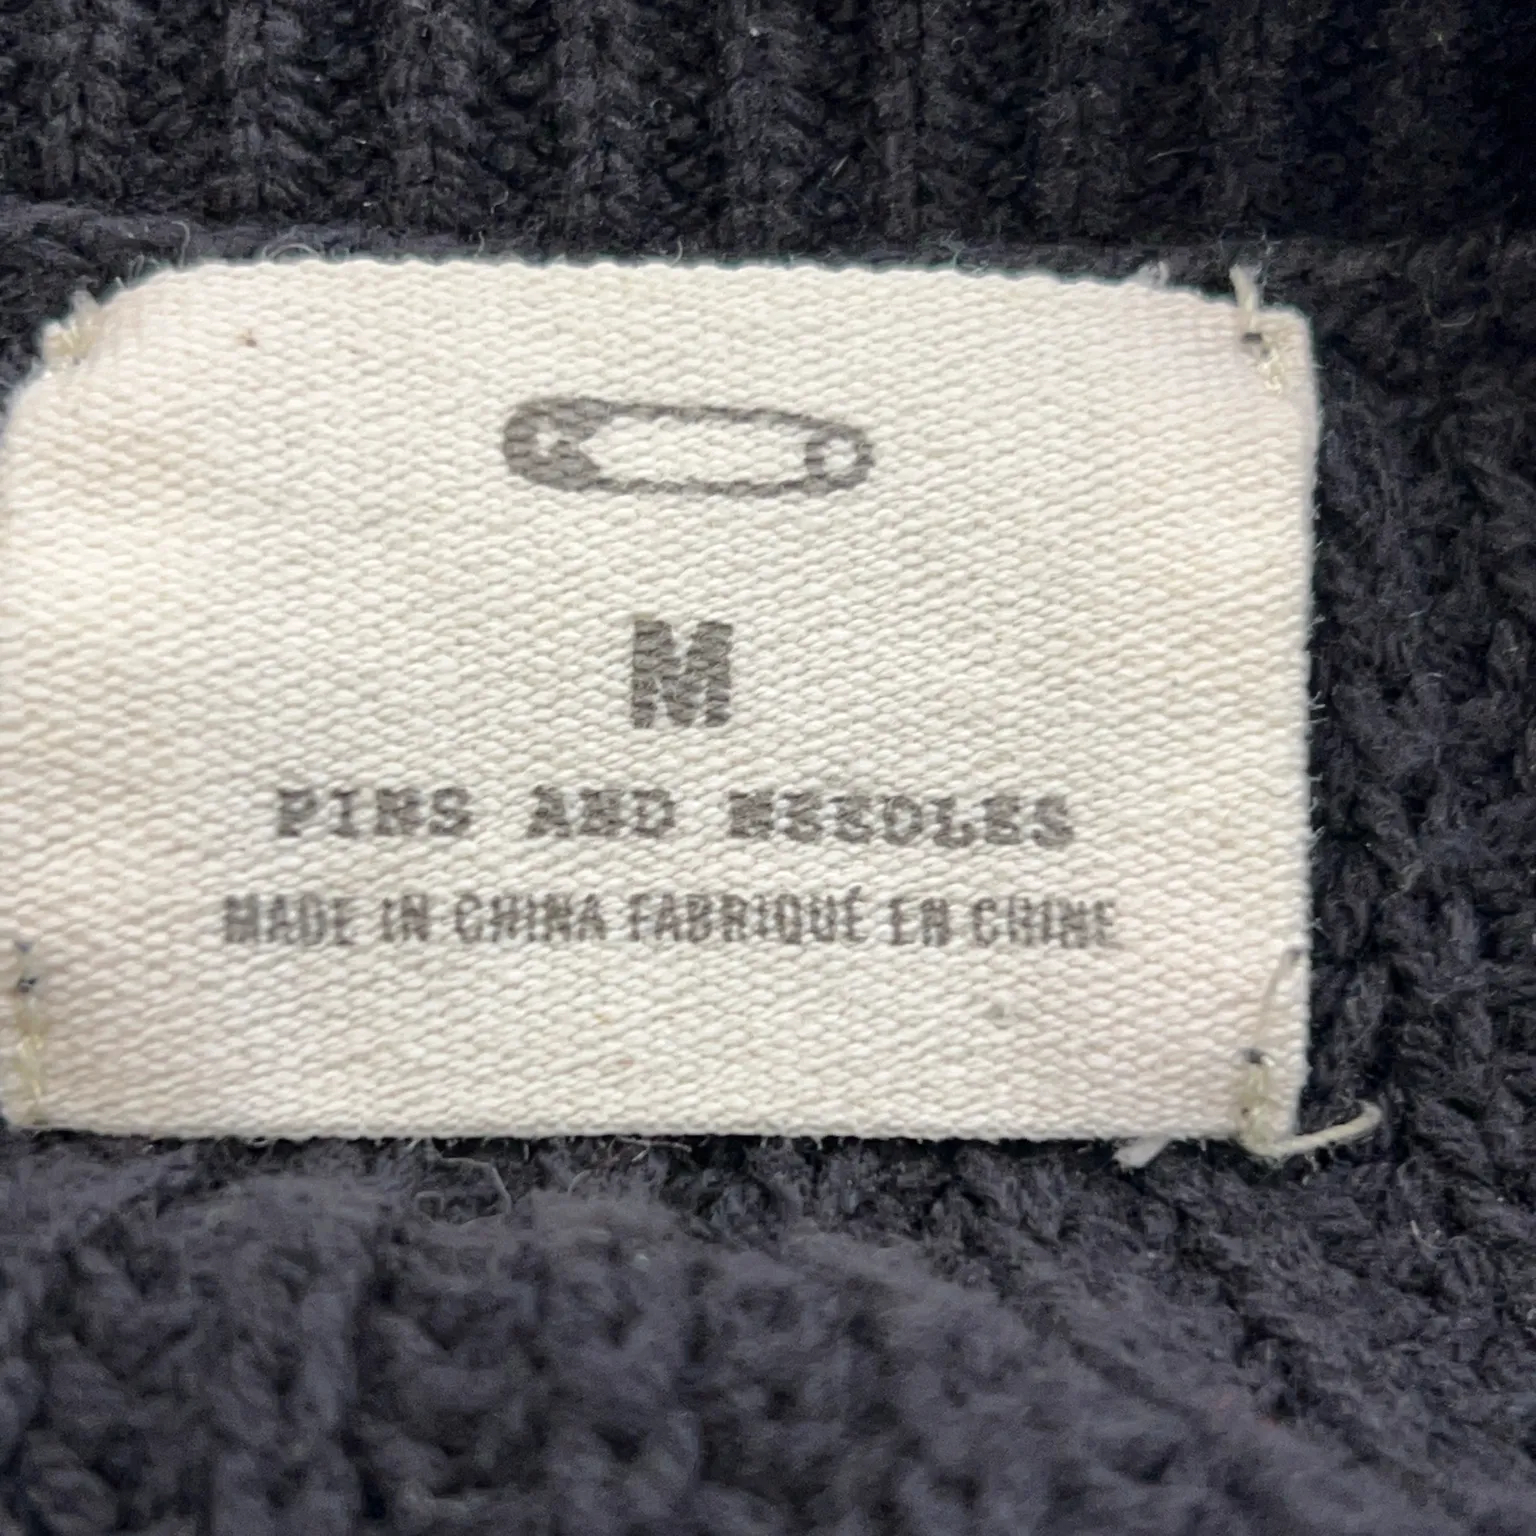 M
PINS AND NEEDLES
MADE IN CHINA FABRIQUÉ EN CHINE